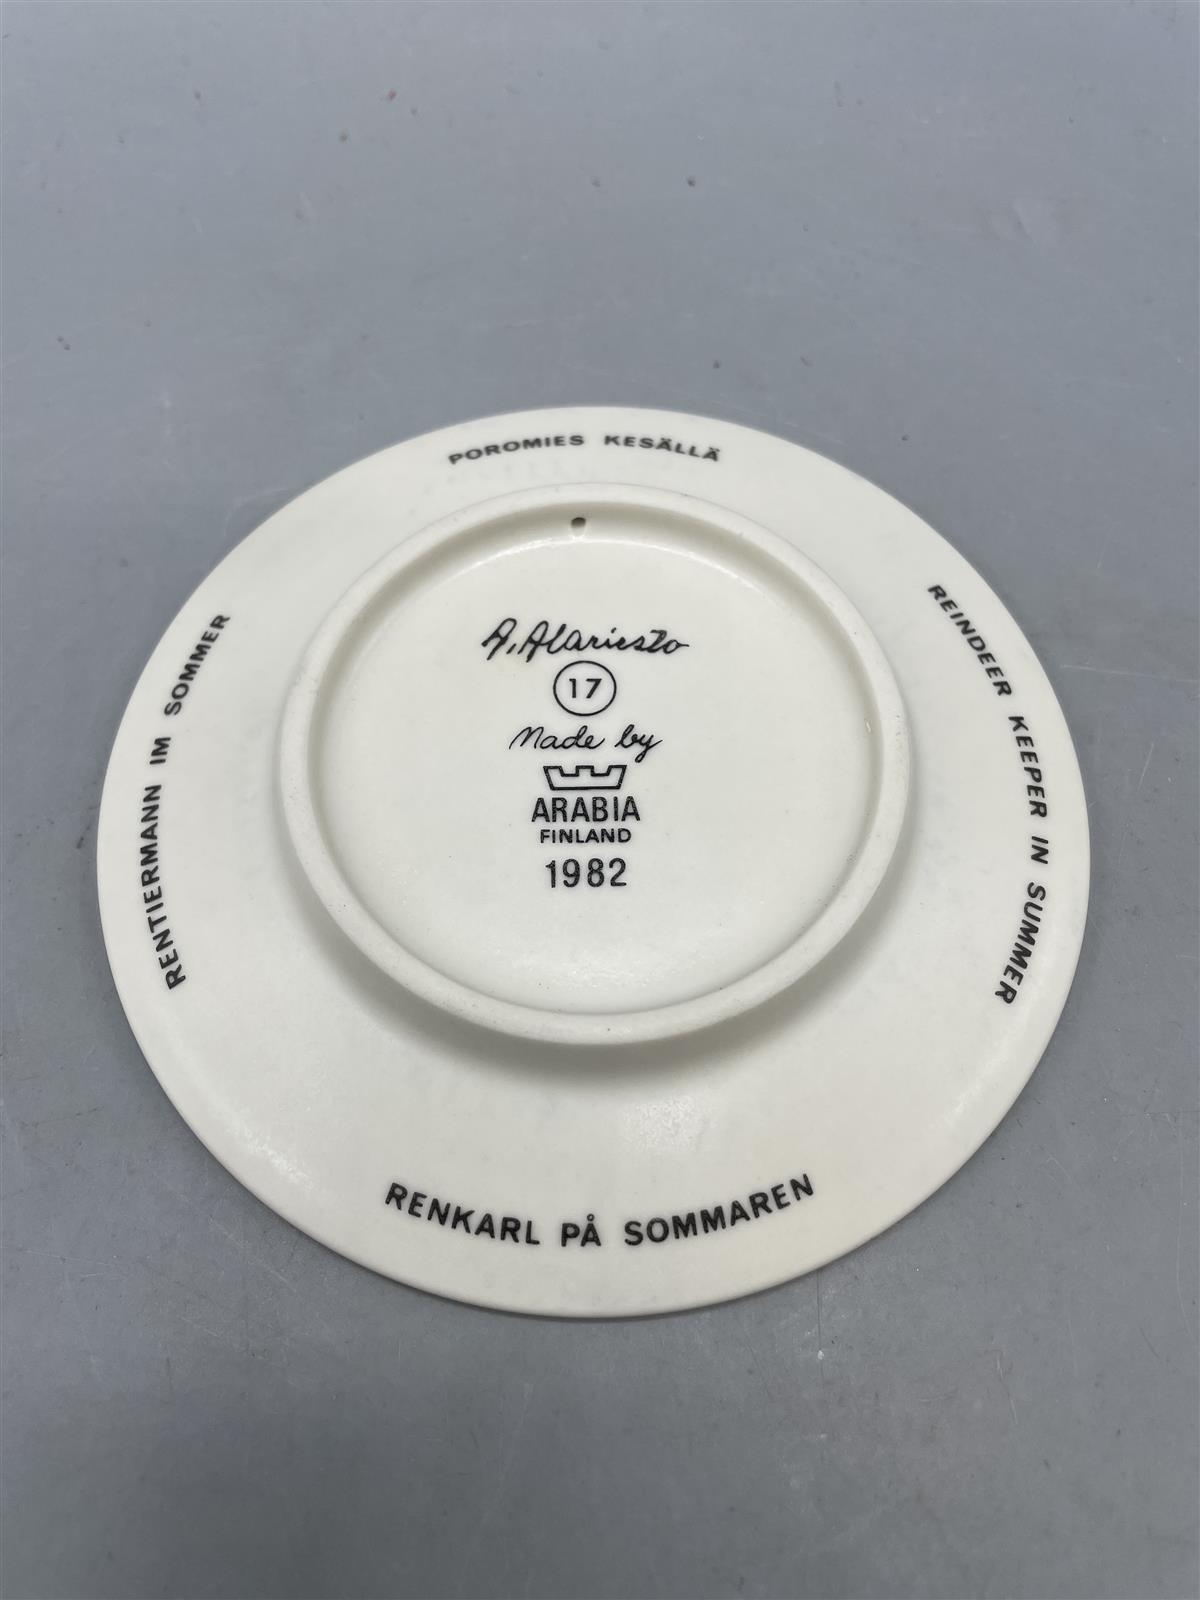 POROMIES KESÄLLÄ
REINDEER KEEPER IN SUMMER
RENKARL PÅ SOMMAREN
RENTIERMANN IM SOMMER
A. Alariesto
17
Made by
ARABIA
FINLAND
1982